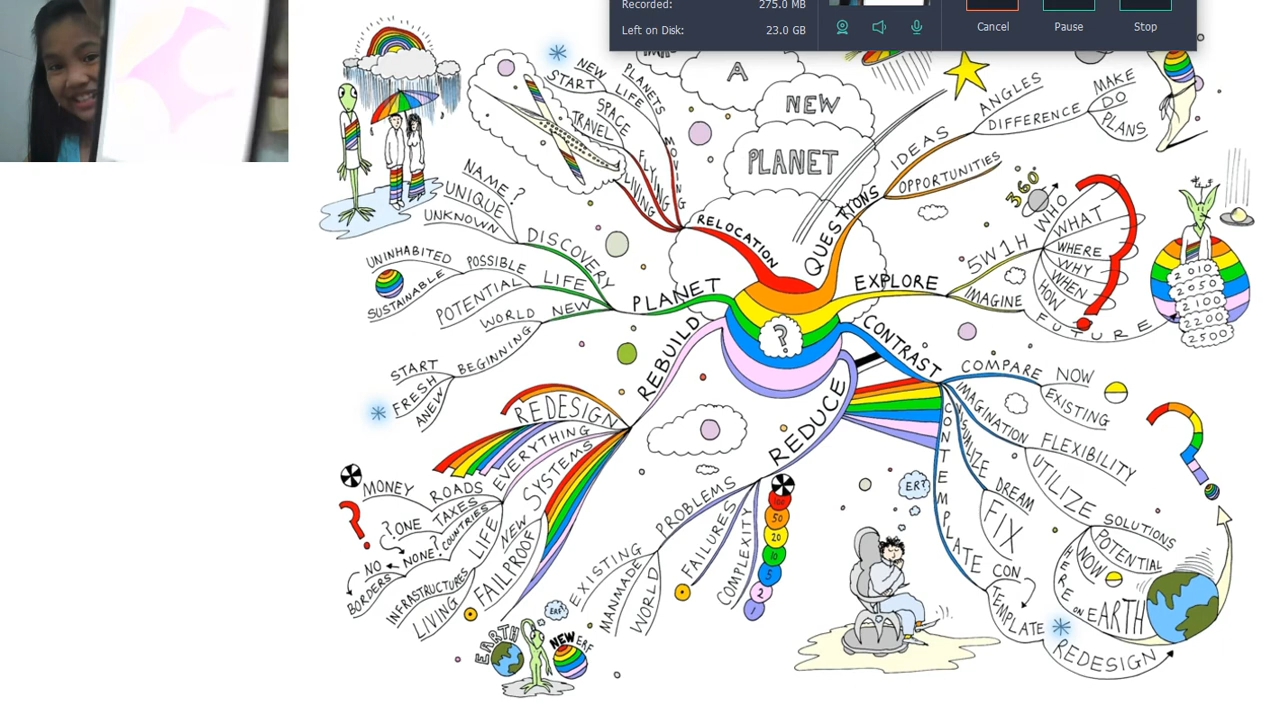 Recorded: 275.0 MB
Left on Disk: 23.0 GB
Cancel Pause Stop
A
NEW
PLANET
NEW
START
LIFE
PLANETS
SPACE
TRAVEL
MOVING
FLYING
LIVING
RELOCATION
QUESTIONS
IDEAS
ANGLES
DIFFERENCE
MAKE
DO
PLANS
OPPORTUNITIES
EXPLORE
5W1H
360°
WHO
WHAT
WHERE
WHY
WHEN
HOW
IMAGINE
FUTURE
2010
2050
2100
2200
2500
PLANET
DISCOVERY
NAME?
UNIQUE
UNKNOWN
LIFE
POSSIBLE
UNINHABITED
SUSTAINABLE
POTENTIAL
NEW
WORLD
BEGINNING
START
FRESH
ANEW
?
CONTRAST
COMPARE
NOW
EXISTING
IMAGINATION
FLEXIBILITY
UTILIZE
SOLUTIONS
POTENTIAL
NOW
HERE
ON EARTH
VISUALIZE
DREAM
FIX
CONTEMPLATE
CON
TEMPLATE
REDESIGN
ER?
REBUILD
REDESIGN
EVERYTHING
ROADS
MONEY
TAXES
?ONE
COUNTRIES
NONE?
NO
BORDERS
LIFE
INFRASTRUCTURES
LIVING
SYSTEMS
NEW
FAILPROOF
REDUCE
PROBLEMS
EXISTING
MANMADE
WORLD
FAILURES
COMPLEXITY
100
50
20
10
5
2
1
ERF
EARTH
NEW ERF